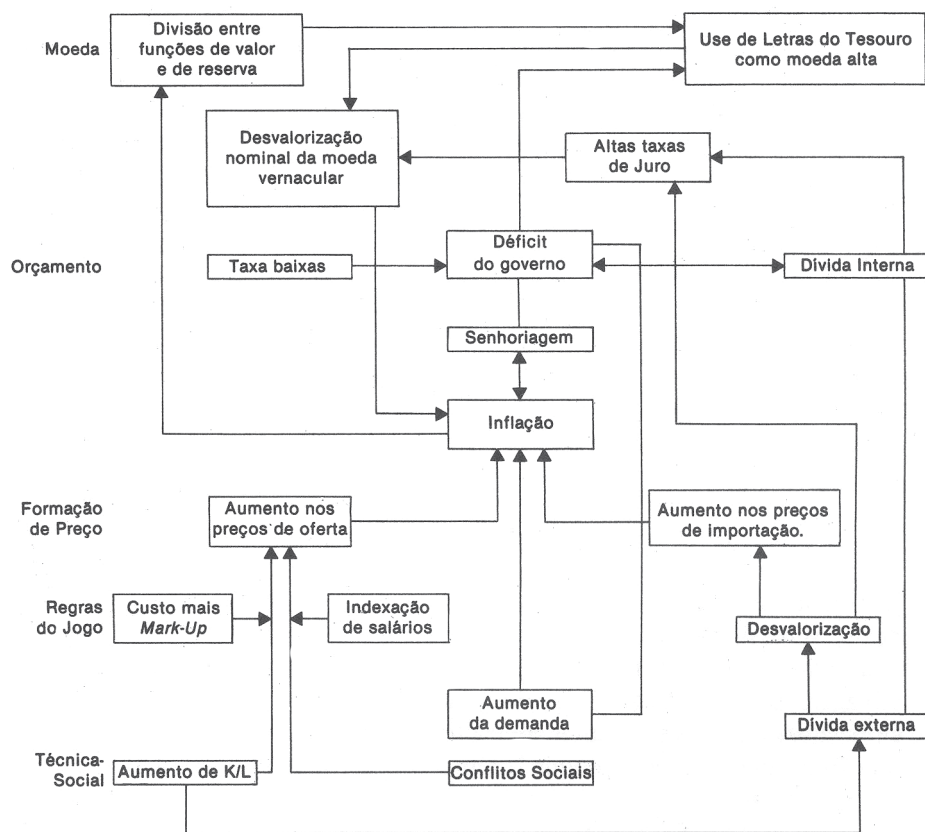 Moeda
Divisão entre
funções de valor
e de reserva
Use de Letras do Tesouro
como moeda alta
Desvalorização
nominal da moeda
vernacular
Altas taxas
de Juro
Orçamento
Taxa baixas
Déficit
do governo
Dívida Interna
Senhoriagem
Inflação
Formação
de Preço
Aumento nos
preços de oferta
Aumento nos preços
de importação.
Regras
do Jogo
Custo mais
Mark-Up
Indexação
de salários
Desvalorização
Aumento
da demanda
Dívida externa
Técnica-
Social
Aumento de K/L
Conflitos Sociais